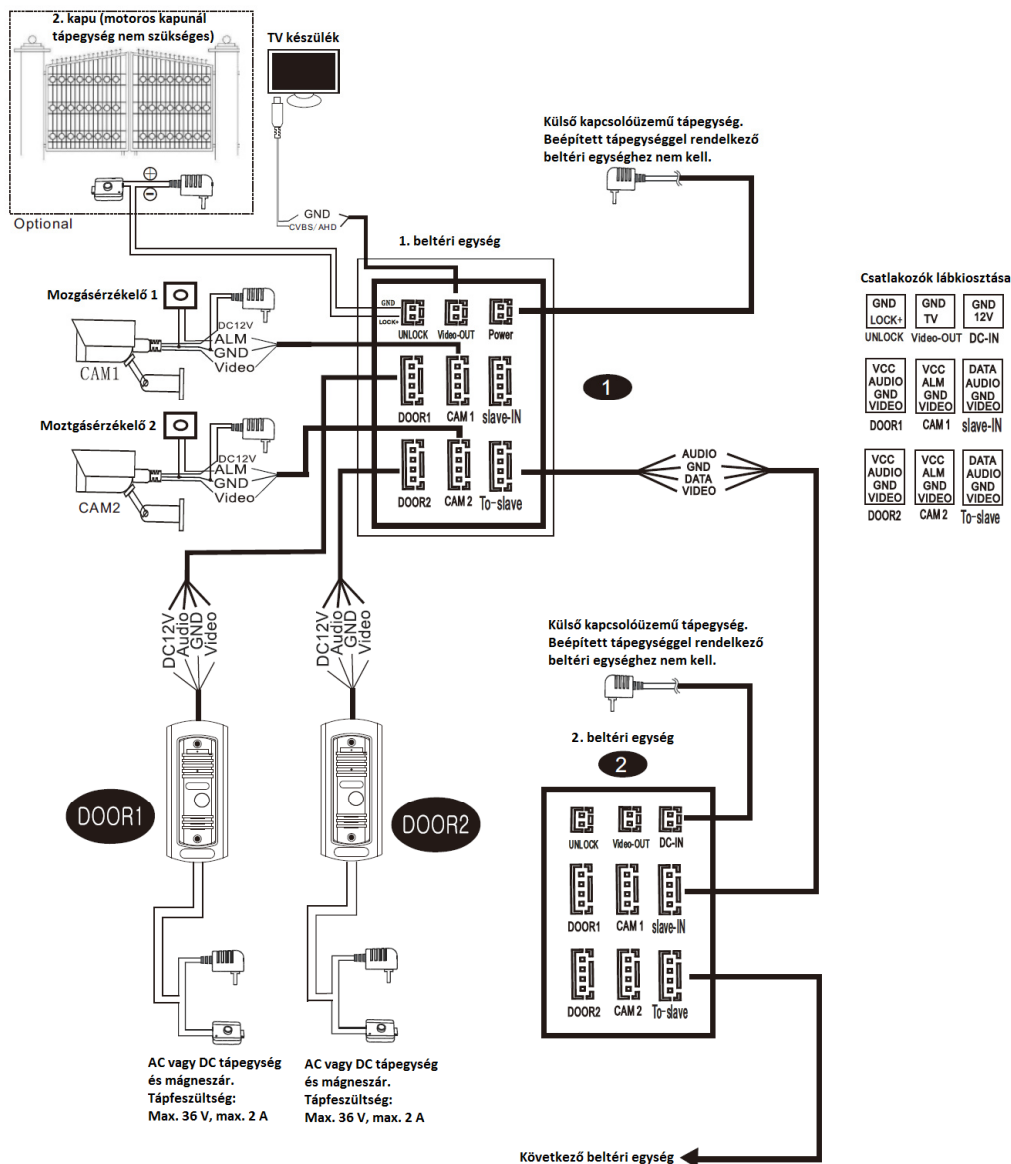 2. kapu (motoros kapunál
tápegység nem szükséges)
Optional
TV készülék
GND
CVBS/AHD
Külső kapcsolóüzemű tápegység.
Beépített tápegységgel rendelkező
beltéri egységhez nem kell.
1. beltéri egység
GND
LOCK+
UNLOCK
Video-OUT
Power
DOOR1
CAM 1
slave-IN
DOOR2
CAM 2
To-slave
1
Mozgásérzékelő 1
DC12V
ALM
GND
Video
CAM1
Moztgásérzékelő 2
DC12V
ALM
GND
Video
CAM2
Csatlakozók lábkiosztása
GND
LOCK+
UNLOCK
GND
TV
Video-OUT
GND
12V
DC-IN
VCC
AUDIO
GND
VIDEO
DOOR1
VCC
ALM
GND
VIDEO
CAM 1
DATA
AUDIO
GND
VIDEO
slave-IN
VCC
AUDIO
GND
VIDEO
DOOR2
VCC
ALM
GND
VIDEO
CAM 2
DATA
AUDIO
GND
VIDEO
To-slave
AUDIO
GND
DATA
VIDEO
DC12V
Audio
GND
Video
DC12V
Audio
GND
Video
DOOR1
DOOR2
Külső kapcsolóüzemű tápegység.
Beépített tápegységgel rendelkező
beltéri egységhez nem kell.
2. beltéri egység
2
UNLOCK
Video-OUT
DC-IN
DOOR1
CAM 1
slave-IN
DOOR2
CAM 2
To-slave
AC vagy DC tápegység
és mágneszár.
Tápfeszültség:
Max. 36 V, max. 2 A
AC vagy DC tápegység
és mágneszár.
Tápfeszültség:
Max. 36 V, max. 2 A
Következő beltéri egység